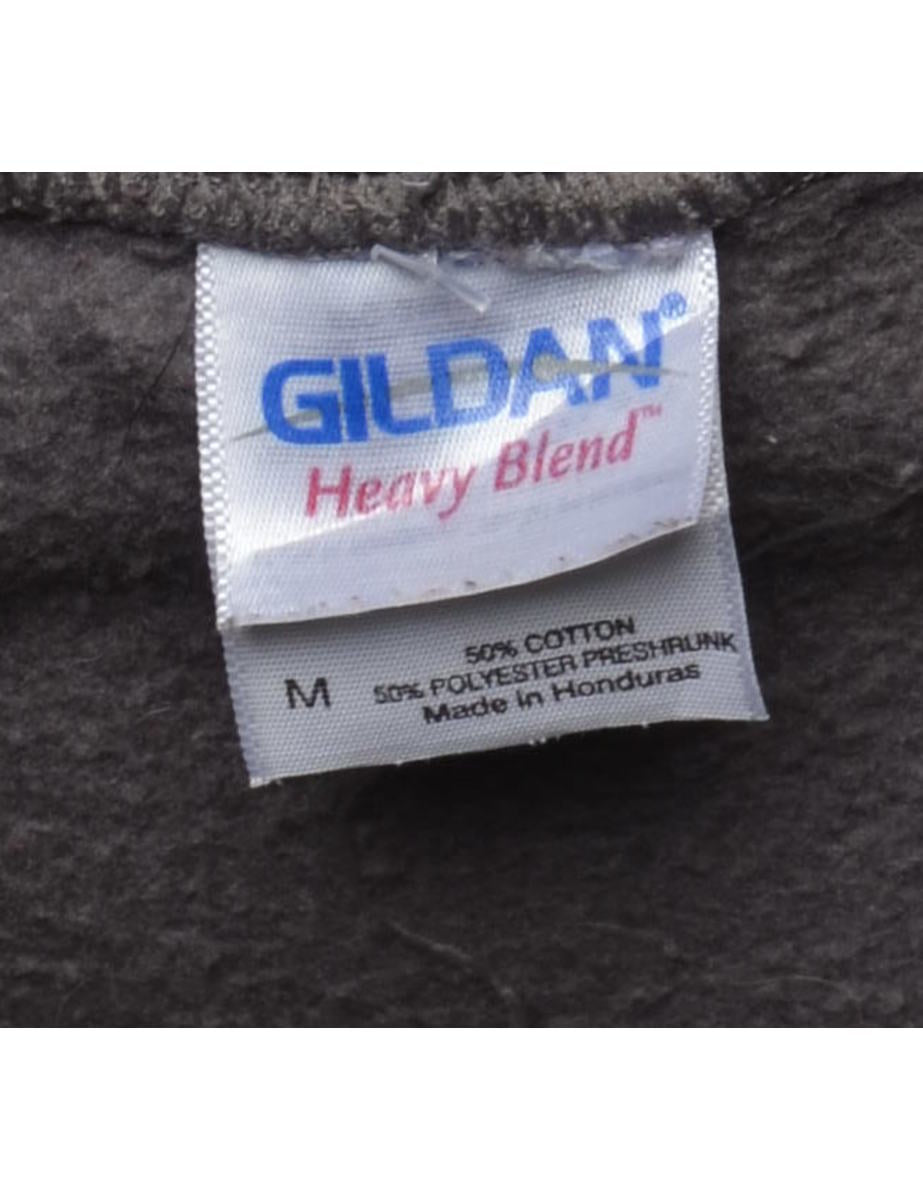 GILDAN®
Heavy Blend™
50% COTTON
M 50% POLYESTER PRESHRUNK
Made in Honduras